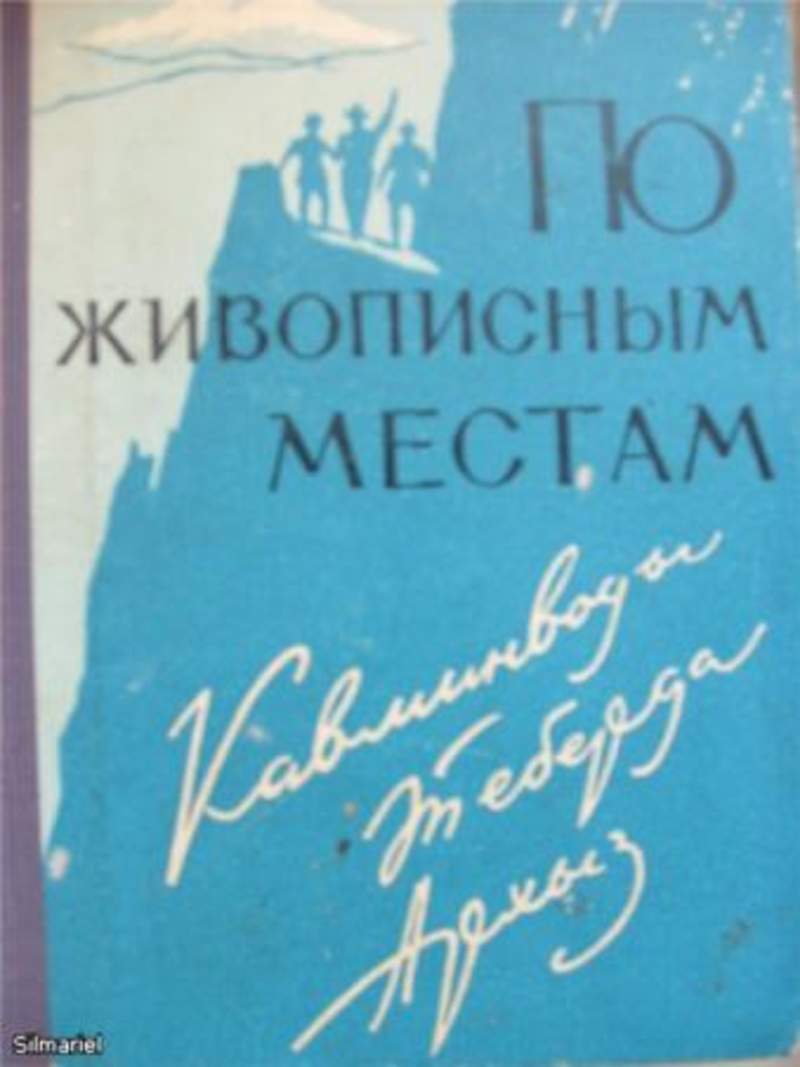 ПО
ЖИВОПИСНЫМ
МЕСТАМ
Кавминводы
Теберда
Архыз
Silmariel